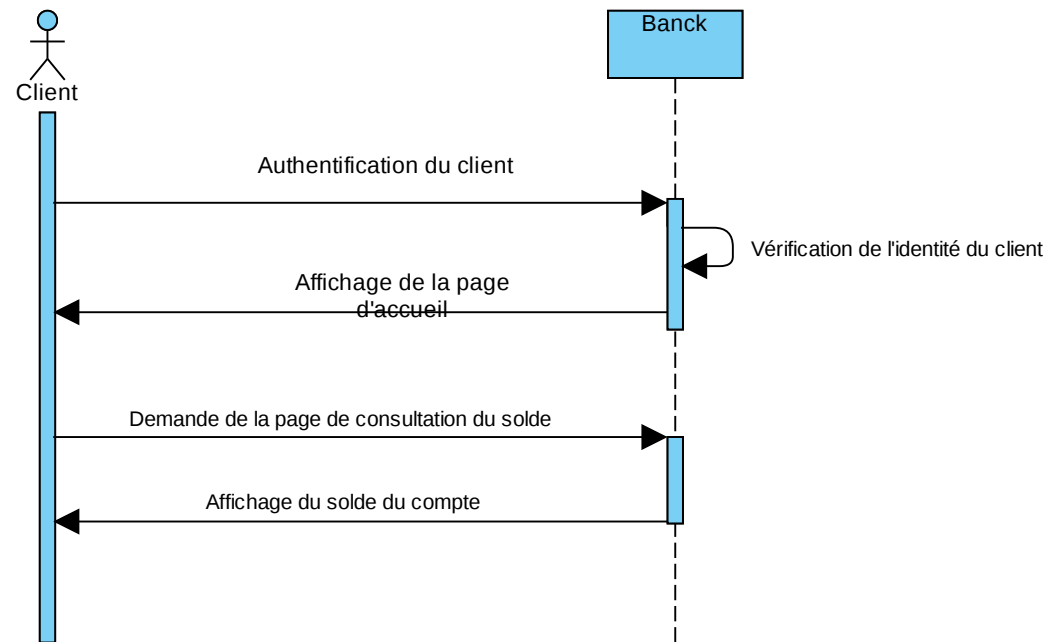 Client
Banck
Authentification du client
Vérification de l'identité du client
Affichage de la page
d'accueil
Demande de la page de consultation du solde
Affichage du solde du compte